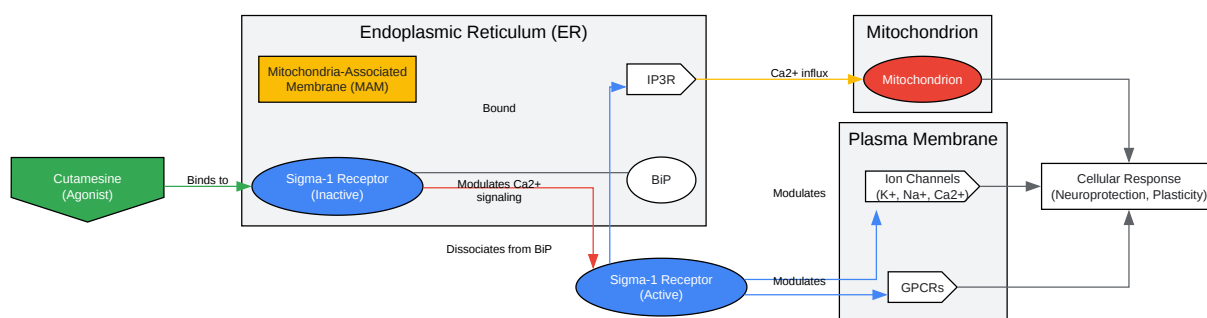 Endoplasmic Reticulum (ER)
Mitochondria-Associated
Membrane (MAM)
IP3R
Bound
Cutamesine
(Agonist)
Binds to
Sigma-1 Receptor
(Inactive)
Modulates Ca2+
signaling
BiP
Dissociates from BiP
Sigma-1 Receptor
(Active)
Ca2+ influx
Mitochondrion
Mitochondrion
Plasma Membrane
Modulates
Ion Channels
(K+, Na+, Ca2+)
Modulates
GPCRs
Cellular Response
(Neuroprotection, Plasticity)